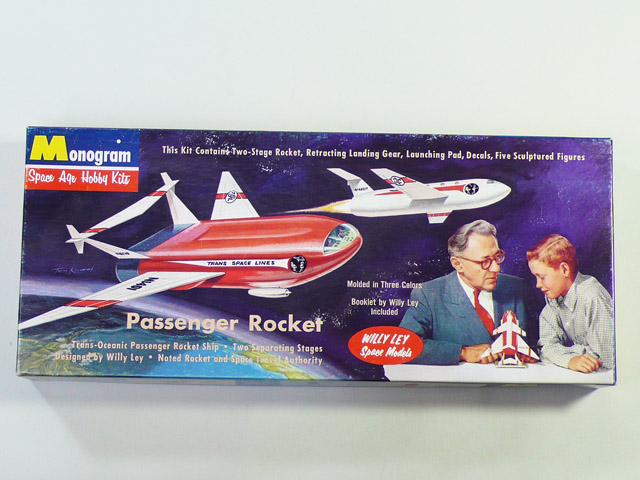 Monogram
Space Age Hobby Kits
This Kit Contains Two-Stage Rocket, Retracting Landing Gear, Launching Pad, Decals, Five Sculptured Figures
TRANS SPACE LINES
Molded in Three Colors
Booklet by Willy Ley
Included
Passenger Rocket
WILLY LEY
Space Models
Trans-Oceanic Passenger Rocket Ship • Two Separating Stages
Designed by Willy Ley • Noted Rocket and Space Travel Authority